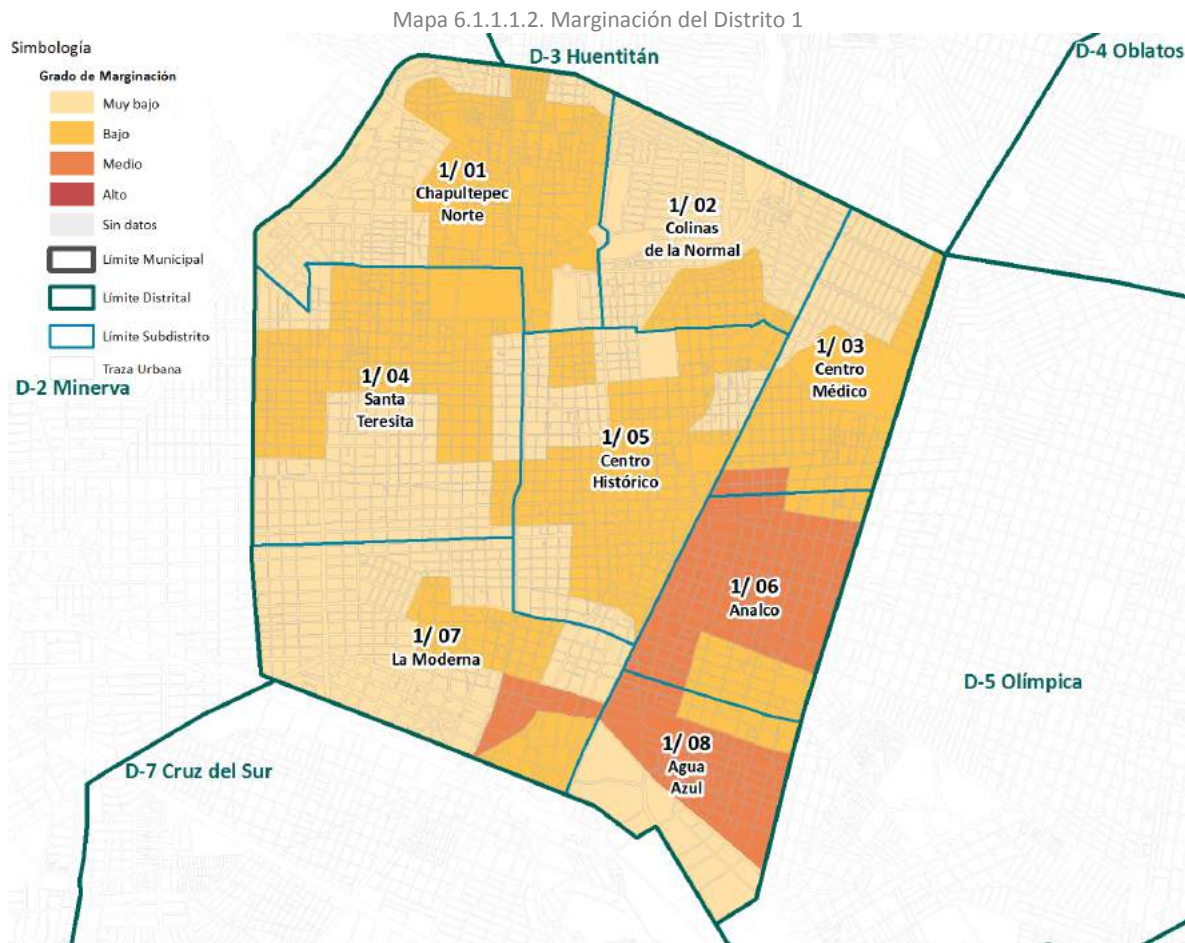 Mapa 6.1.1.1.2. Marginación del Distrito 1
Simbología
Grado de Marginación
Muy bajo
Bajo
Medio
Alto
Sin datos
Límite Municipal
Límite Distrital
Límite Subdistrito
Traza Urbana
D-3 Huentitán
D-4 Oblatos
1/ 01
Chapultepec
Norte
1/ 02
Colinas
de la Normal
1/ 03
Centro
Médico
D-2 Minerva
1/ 04
Santa
Teresita
1/ 05
Centro
Histórico
1/ 06
Analco
1/ 07
La Moderna
D-5 Olímpica
1/ 08
Agua
Azul
D-7 Cruz del Sur